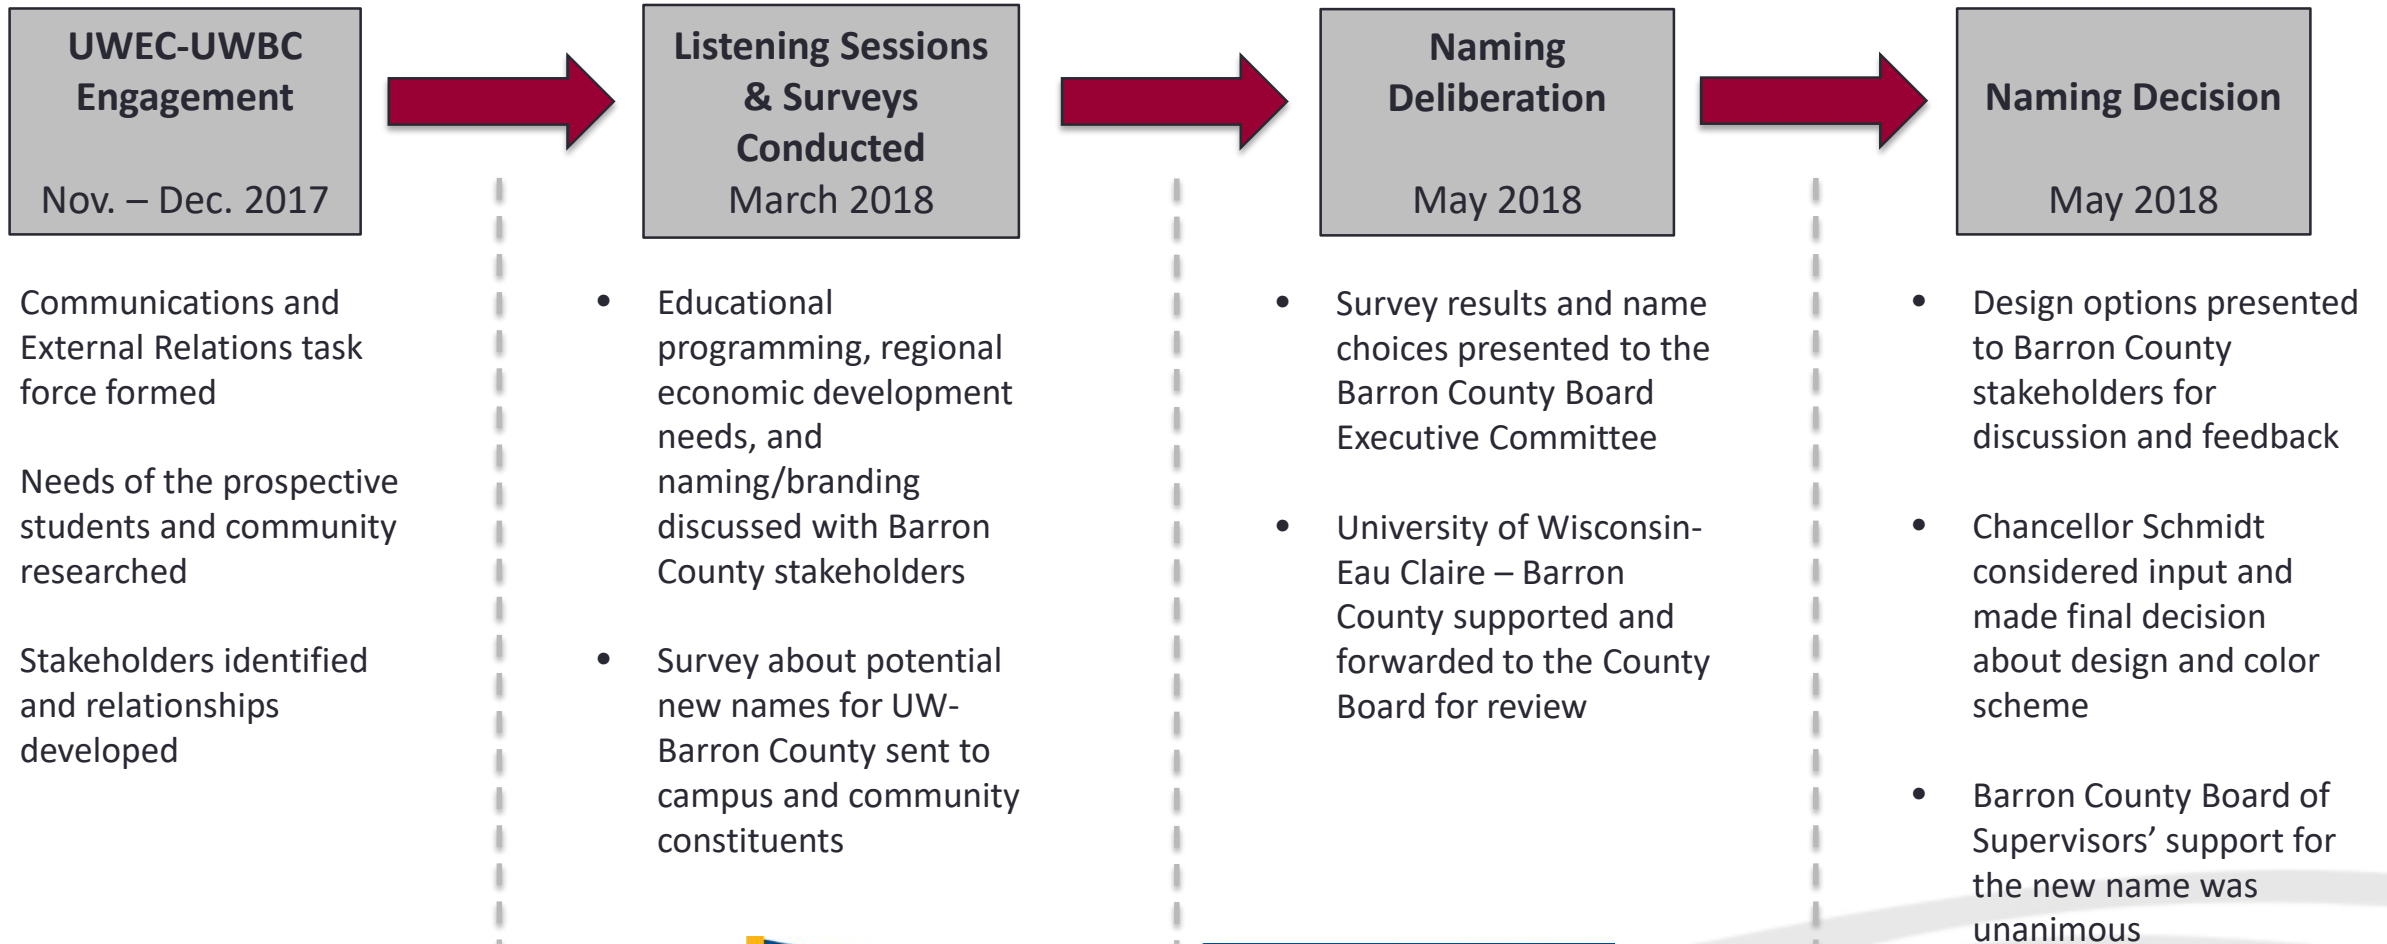 UWEC-UWBC
Engagement
Nov. – Dec. 2017
Communications and
External Relations task
force formed
Needs of the prospective
students and community
researched
Stakeholders identified
and relationships
developed
Listening Sessions
& Surveys
Conducted
March 2018
• Educational
programming, regional
economic development
needs, and
naming/branding
discussed with Barron
County stakeholders
• Survey about potential
new names for UW-
Barron County sent to
campus and community
constituents
Naming
Deliberation
May 2018
• Survey results and name
choices presented to the
Barron County Board
Executive Committee
• University of Wisconsin-
Eau Claire – Barron
County supported and
forwarded to the County
Board for review
Naming Decision
May 2018
• Design options presented
to Barron County
stakeholders for
discussion and feedback
• Chancellor Schmidt
considered input and
made final decision
about design and color
scheme
• Barron County Board of
Supervisors’ support for
the new name was
unanimous